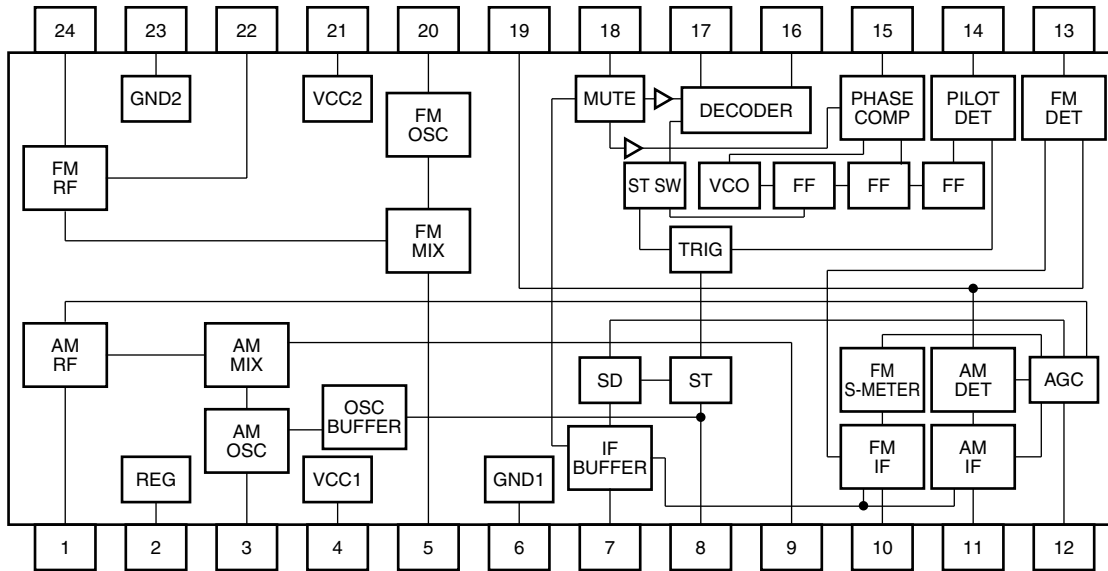 24 23 22 21 20 19 18 17 16 15 14 13
GND2
VCC2
FM
OSC
MUTE
DECODER
PHASE
COMP
PILOT
DET
FM
DET
FM
RF
ST SW
VCO
FF
FF
FF
FM
MIX
TRIG
AM
RF
AM
MIX
SD
ST
FM
S-METER
AM
DET
AGC
OSC
BUFFER
AM
OSC
IF
BUFFER
FM
IF
AM
IF
REG
VCC1
GND1
1 2 3 4 5 6 7 8 9 10 11 12